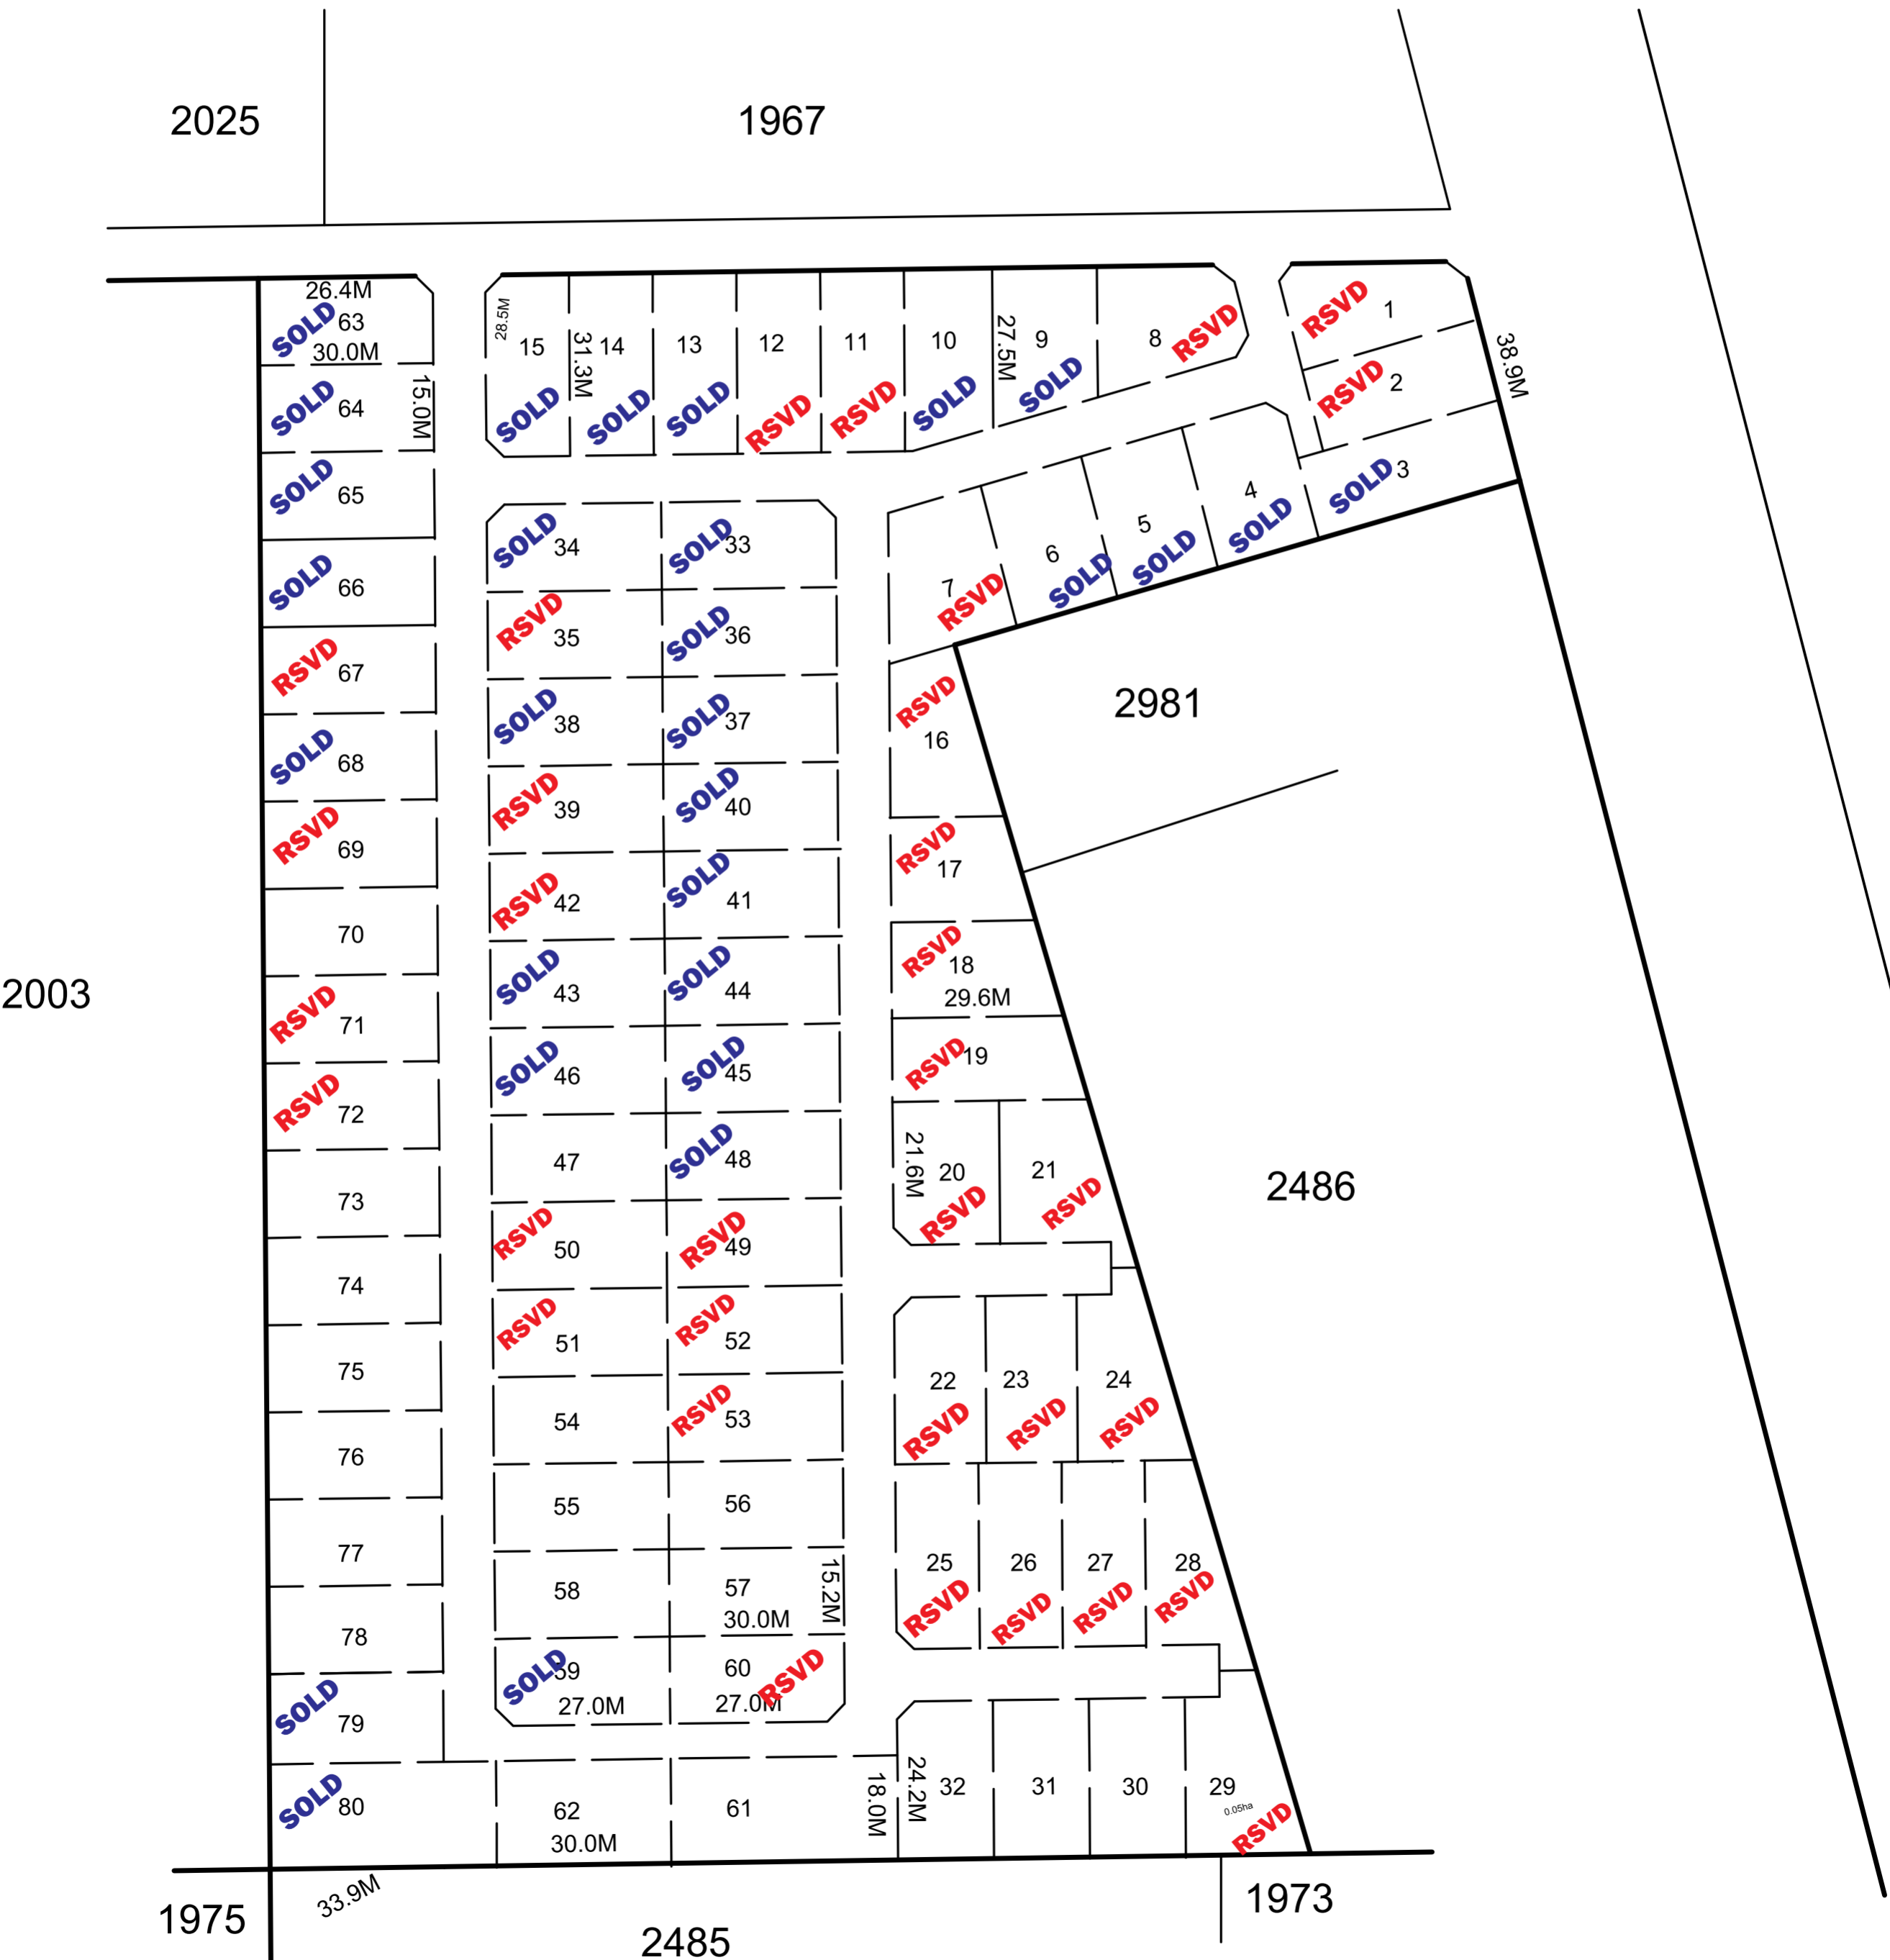 2025
1967
26.4M
SOLD 63
30.0M
15.0M
SOLD 64
SOLD 65
SOLD 66
RSVD 67
SOLD 68
RSVD 69
70
RSVD 71
RSVD 72
73
74
75
76
77
78
SOLD 79
SOLD 80
28.5M
15
SOLD
31.3M
14
SOLD
13
SOLD
12
RSVD
11
RSVD
10
SOLD
27.5M
9
SOLD
8
RSVD
RSVD 1
RSVD 2
38.9M
SOLD 3
4
SOLD
5
SOLD
6
SOLD
7
RSVD
SOLD 34
SOLD 33
RSVD 35
SOLD 36
SOLD 38
SOLD 37
RSVD 39
SOLD 40
RSVD 42
SOLD 41
SOLD 43
SOLD 44
SOLD 46
SOLD 45
47
SOLD 48
RSVD 50
RSVD 49
RSVD 51
RSVD 52
54
RSVD 53
55
56
58
57
30.0M
15.2M
SOLD 59
27.0M
60 RSVD
27.0M
62
30.0M
61
18.0M
RSVD
16
RSVD
17
RSVD
18
29.6M
RSVD 19
21.6M
20
RSVD
21
RSVD
22
RSVD
23
RSVD
24
RSVD
25
RSVD
26
RSVD
27
RSVD
28
RSVD
24.2M
32
31
30
29
0.05ha
RSVD
2981
2486
2003
1975
33.9M
2485
1973